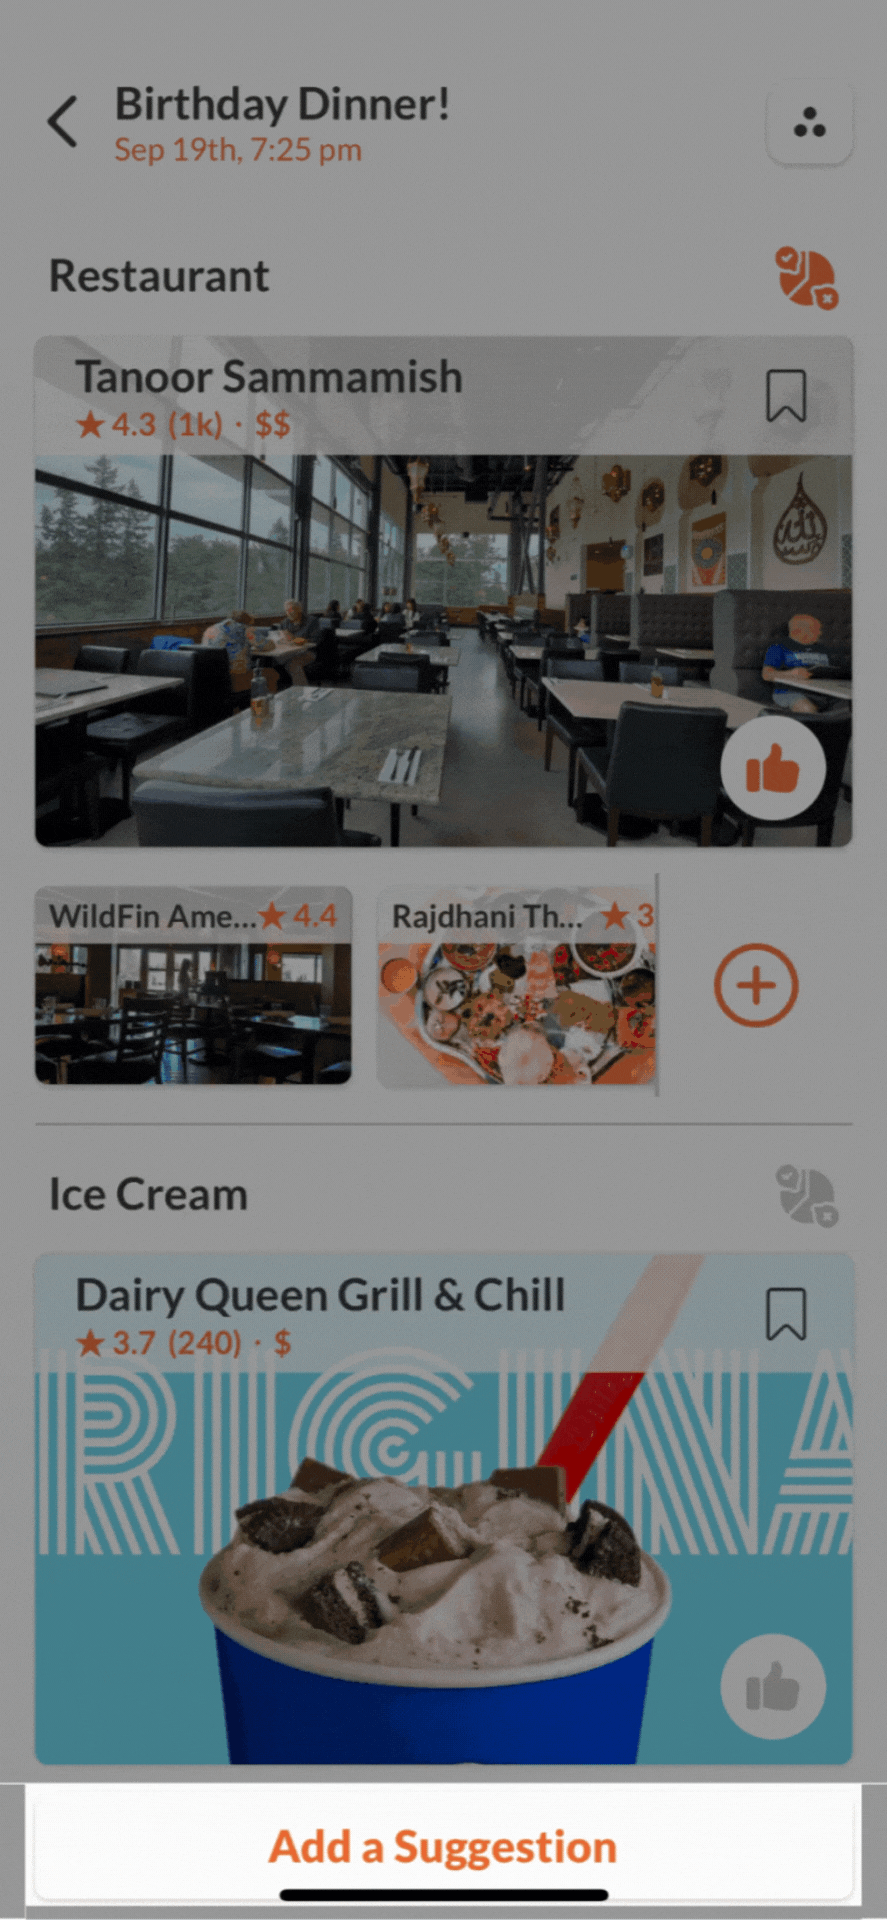 Birthday Dinner!
Sep 19th, 7:25 pm
Restaurant
Tanoor Sammamish
★ 4.3 (1k) · $$
WildFin Ame... ★ 4.4
Rajdhani Th... ★ 3
Ice Cream
Dairy Queen Grill & Chill
★ 3.7 (240) · $
RIGINA
Add a Suggestion